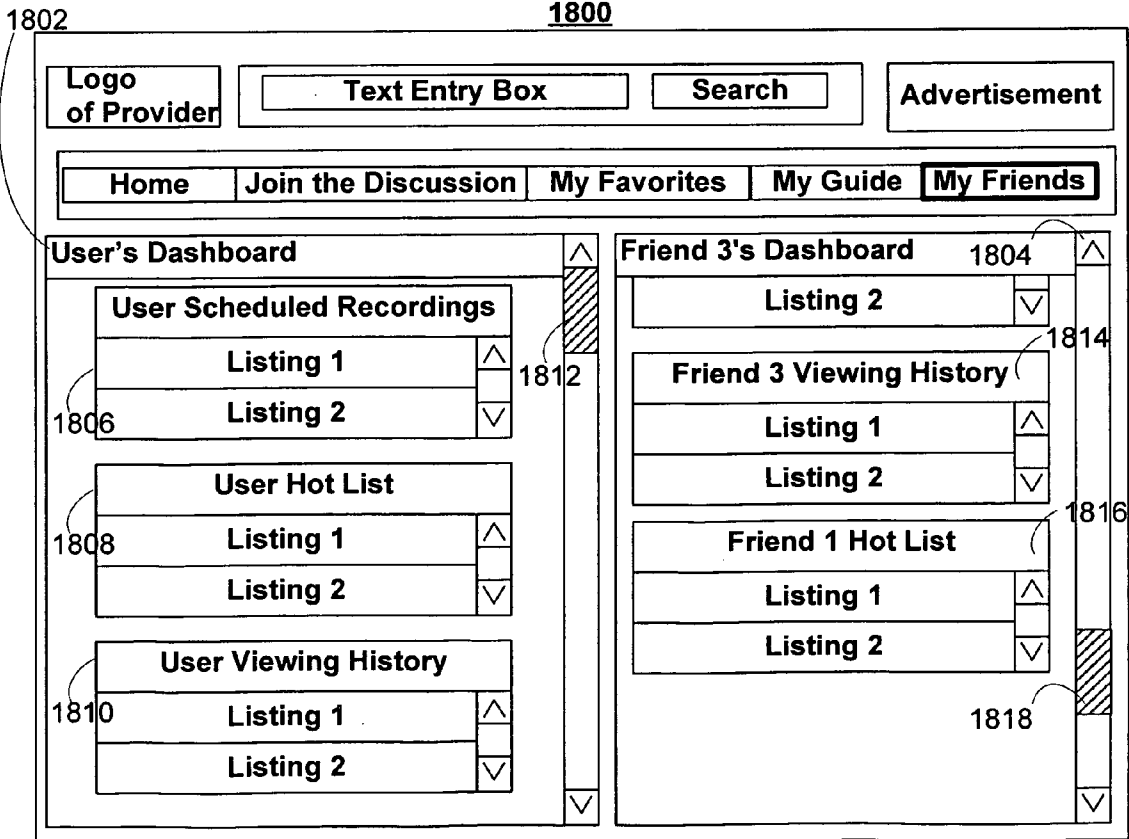 1800
1802
Logo
of Provider
Text Entry Box
Search
Advertisement
Home
Join the Discussion
My Favorites
My Guide
My Friends
User's Dashboard
User Scheduled Recordings
Listing 1
Listing 2
1806
1812
User Hot List
Listing 1
Listing 2
1808
User Viewing History
Listing 1
Listing 2
1810
Friend 3's Dashboard
1804
Listing 2
1814
Friend 3 Viewing History
Listing 1
Listing 2
1816
Friend 1 Hot List
Listing 1
Listing 2
1818